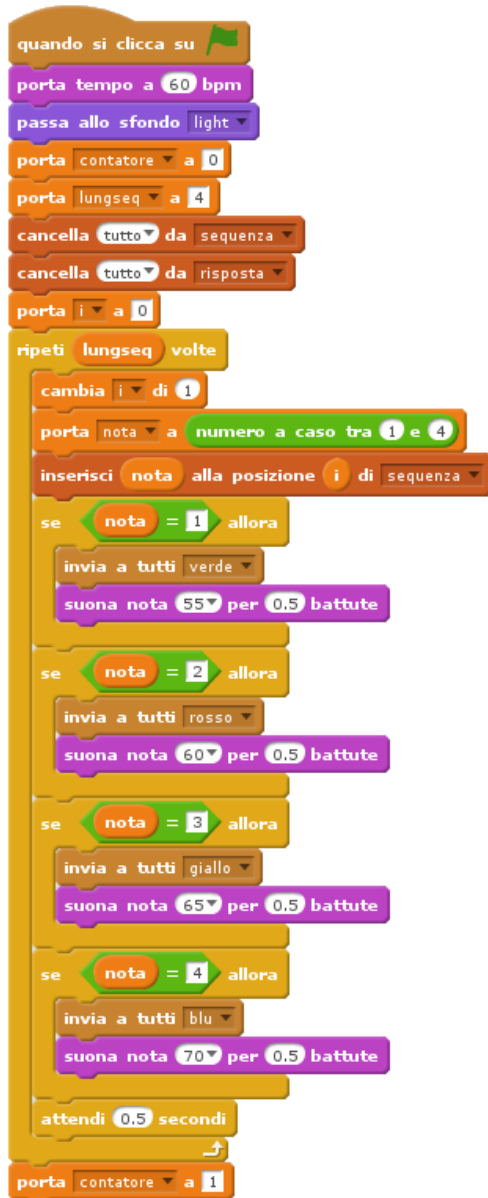 quando si clicca su
porta tempo a 60 bpm
passa allo sfondo light
porta contatore a 0
porta lungseq a 4
cancella tutto da sequenza
cancella tutto da risposta
porta i a 0
ripeti lungseq volte
cambia i di 1
porta nota a numero a caso tra 1 e 4
inserisci nota alla posizione i di sequenza
se nota = 1 allora
invia a tutti verde
suona nota 55 per 0.5 battute
se nota = 2 allora
invia a tutti rosso
suona nota 60 per 0.5 battute
se nota = 3 allora
invia a tutti giallo
suona nota 65 per 0.5 battute
se nota = 4 allora
invia a tutti blu
suona nota 70 per 0.5 battute
attendi 0.5 secondi
porta contatore a 1